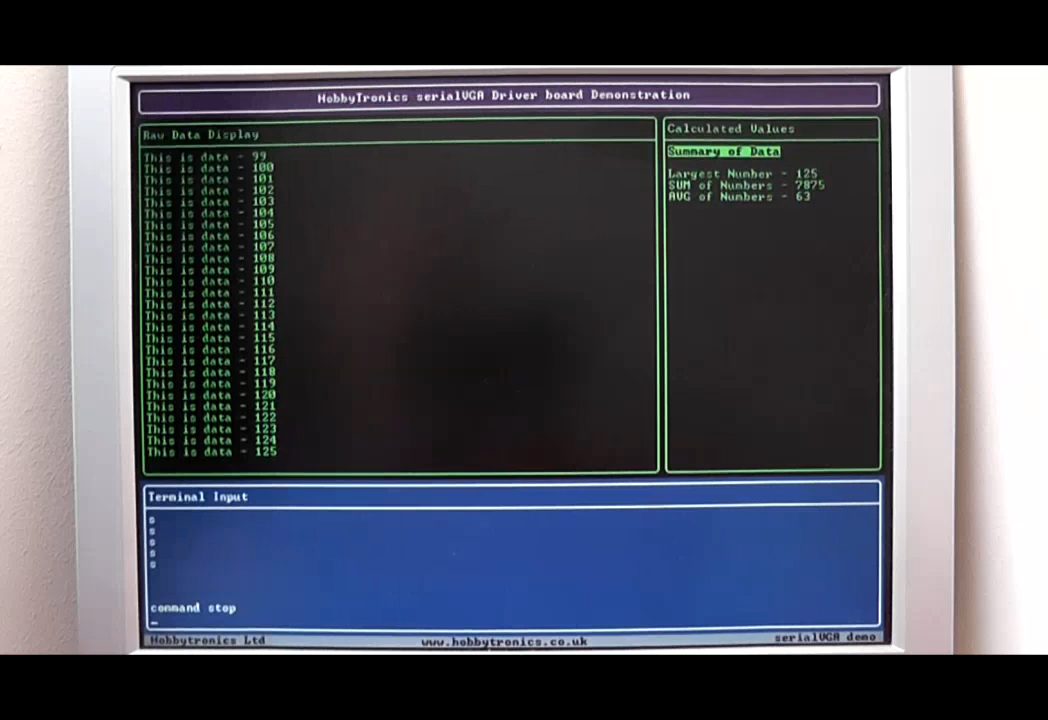 HobbyTronics serialVGA Driver board Demonstration
Raw Data Display
This is data - 99
This is data - 100
This is data - 101
This is data - 102
This is data - 103
This is data - 104
This is data - 105
This is data - 106
This is data - 107
This is data - 108
This is data - 109
This is data - 110
This is data - 111
This is data - 112
This is data - 113
This is data - 114
This is data - 115
This is data - 116
This is data - 117
This is data - 118
This is data - 119
This is data - 120
This is data - 121
This is data - 122
This is data - 123
This is data - 124
This is data - 125
Calculated Values
Summary of Data
Largest Number - 125
SUM of Numbers - 7875
AVG of Numbers - 63
Terminal Input
s
s
s
s
s
command stop
Hobbytronics Ltd www.hobbytronics.co.uk serialVGA demo